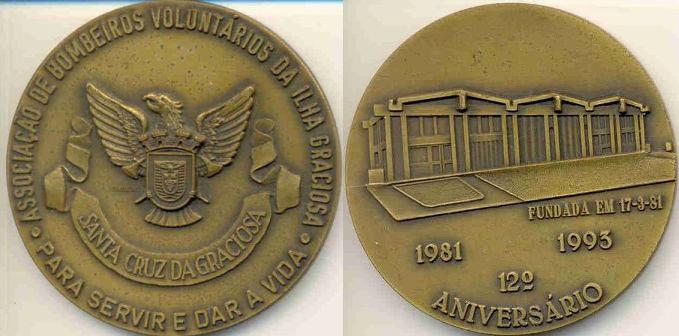 • ASSOCIAÇÃO DE BOMBEIROS VOLUNTÁRIOS DA ILHA GRACIOSA •
SANTA CRUZ DA GRACIOSA
PARA SERVIR E DAR A VIDA
FUNDADA EM 17-3-81
1981 1993
12º
ANIVERSÁRIO